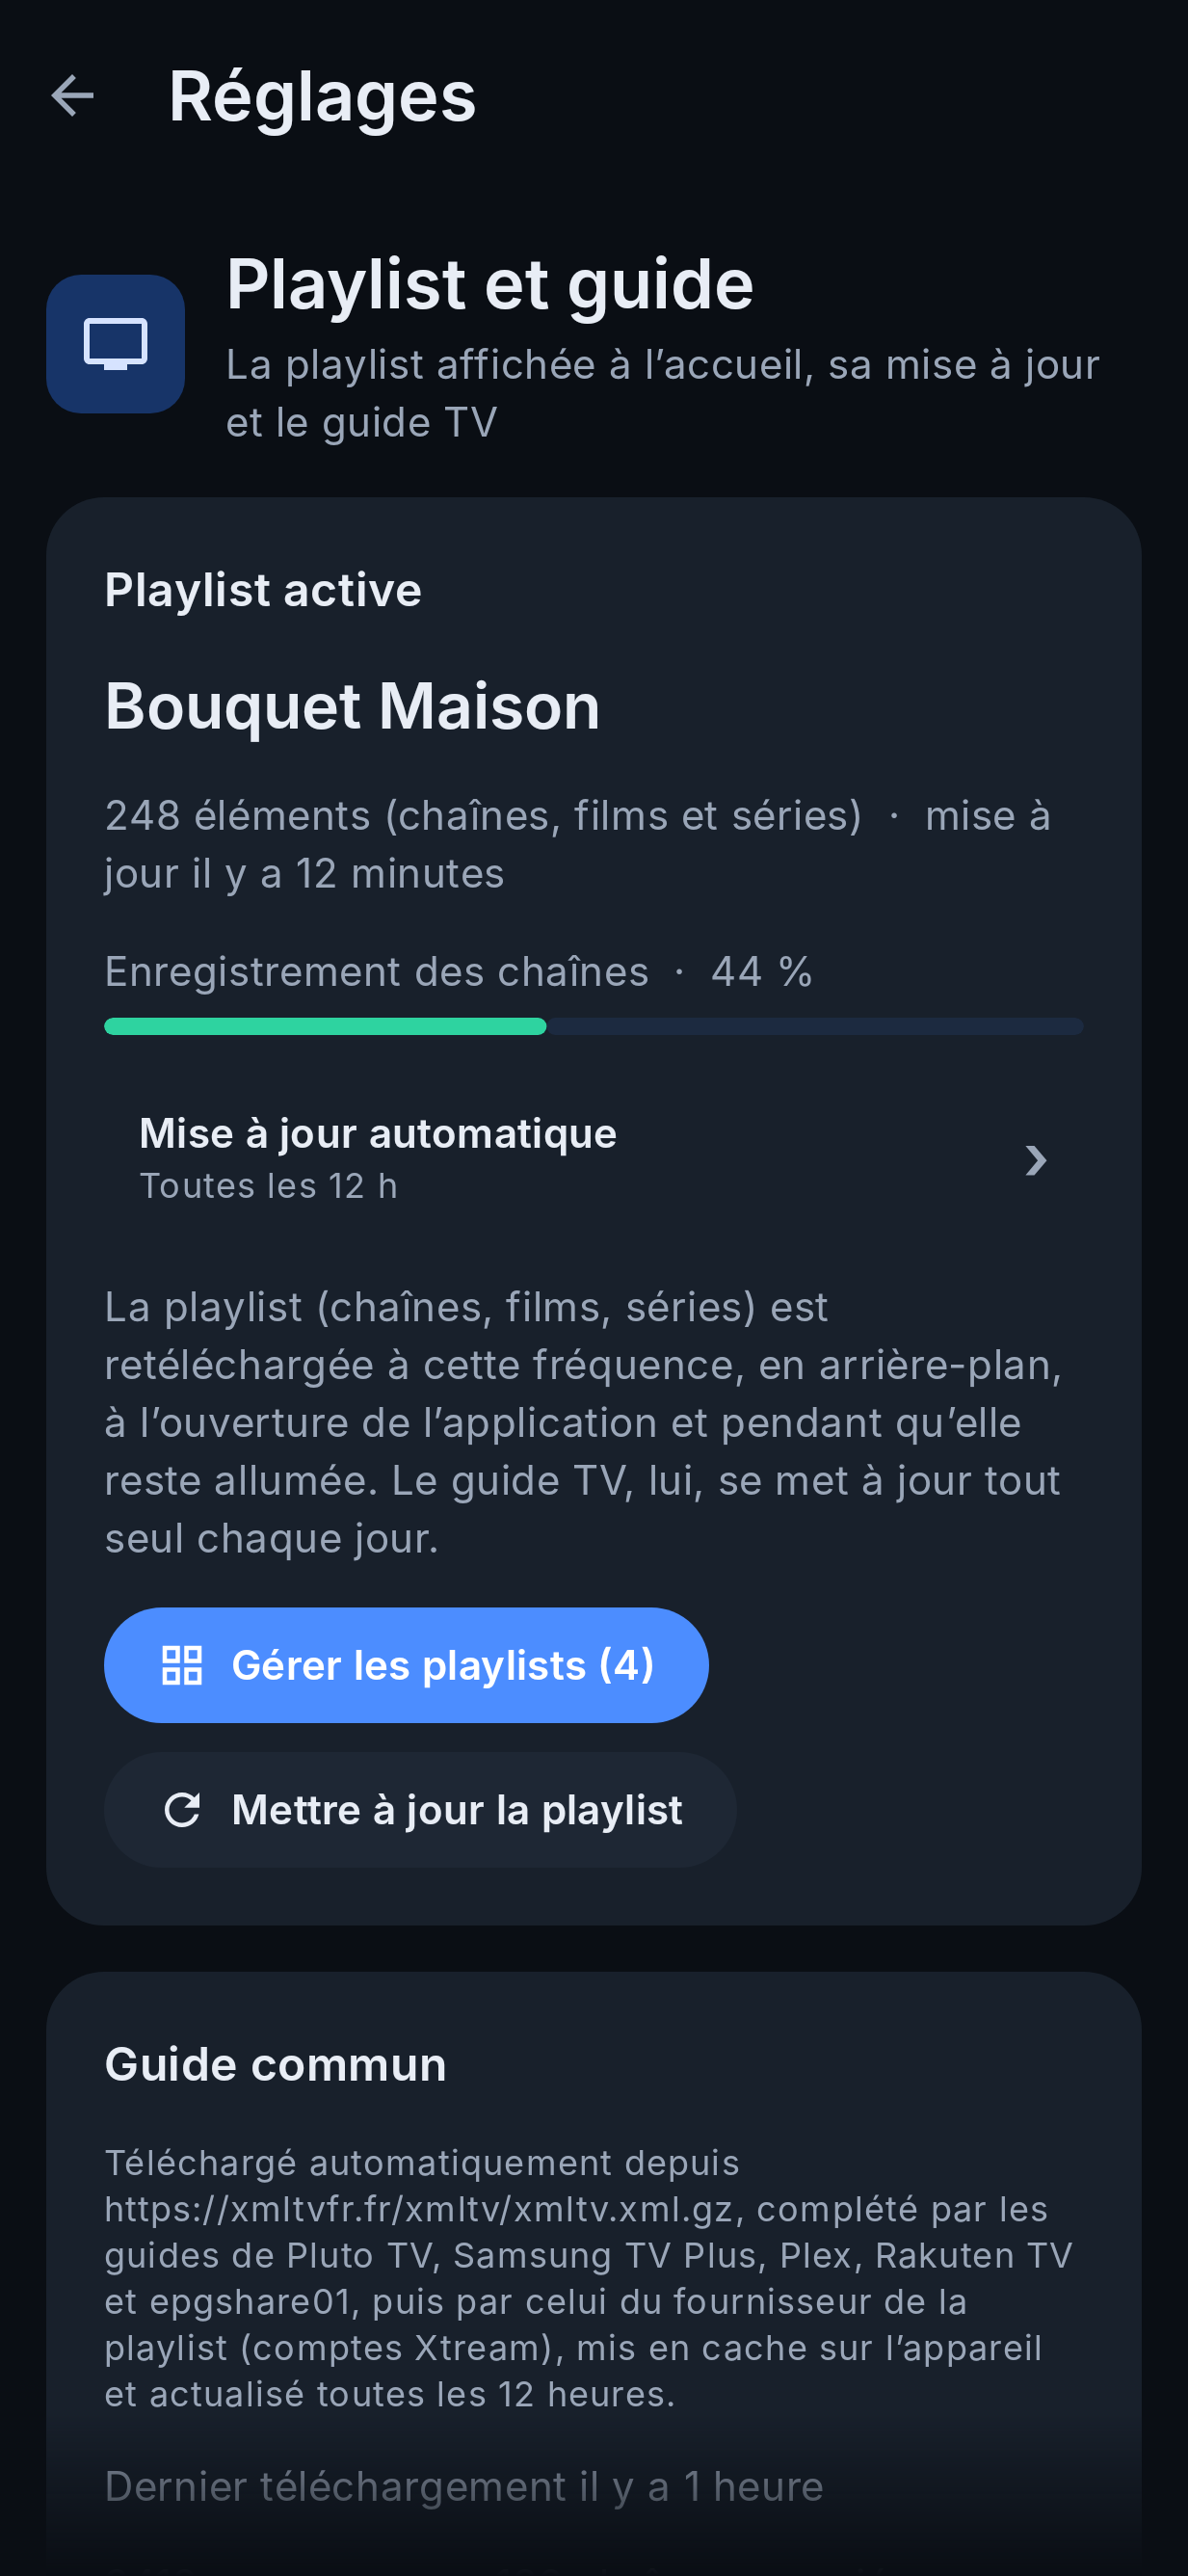 Réglages
Playlist et guide
La playlist affichée à l’accueil, sa mise à jour
et le guide TV
Playlist active
Bouquet Maison
248 éléments (chaînes, films et séries) · mise à
jour il y a 12 minutes
Enregistrement des chaînes · 44 %
Mise à jour automatique
Toutes les 12 h
La playlist (chaînes, films, séries) est
retéléchargée à cette fréquence, en arrière-plan,
à l’ouverture de l’application et pendant qu’elle
reste allumée. Le guide TV, lui, se met à jour tout
seul chaque jour.
Gérer les playlists (4)
Mettre à jour la playlist
Guide commun
Téléchargé automatiquement depuis
https://xmltvfr.fr/xmltv/xmltv.xml.gz, complété par les
guides de Pluto TV, Samsung TV Plus, Plex, Rakuten TV
et epgshare01, puis par celui du fournisseur de la
playlist (comptes Xtream), mis en cache sur l’appareil
et actualisé toutes les 12 heures.
Dernier téléchargement il y a 1 heure